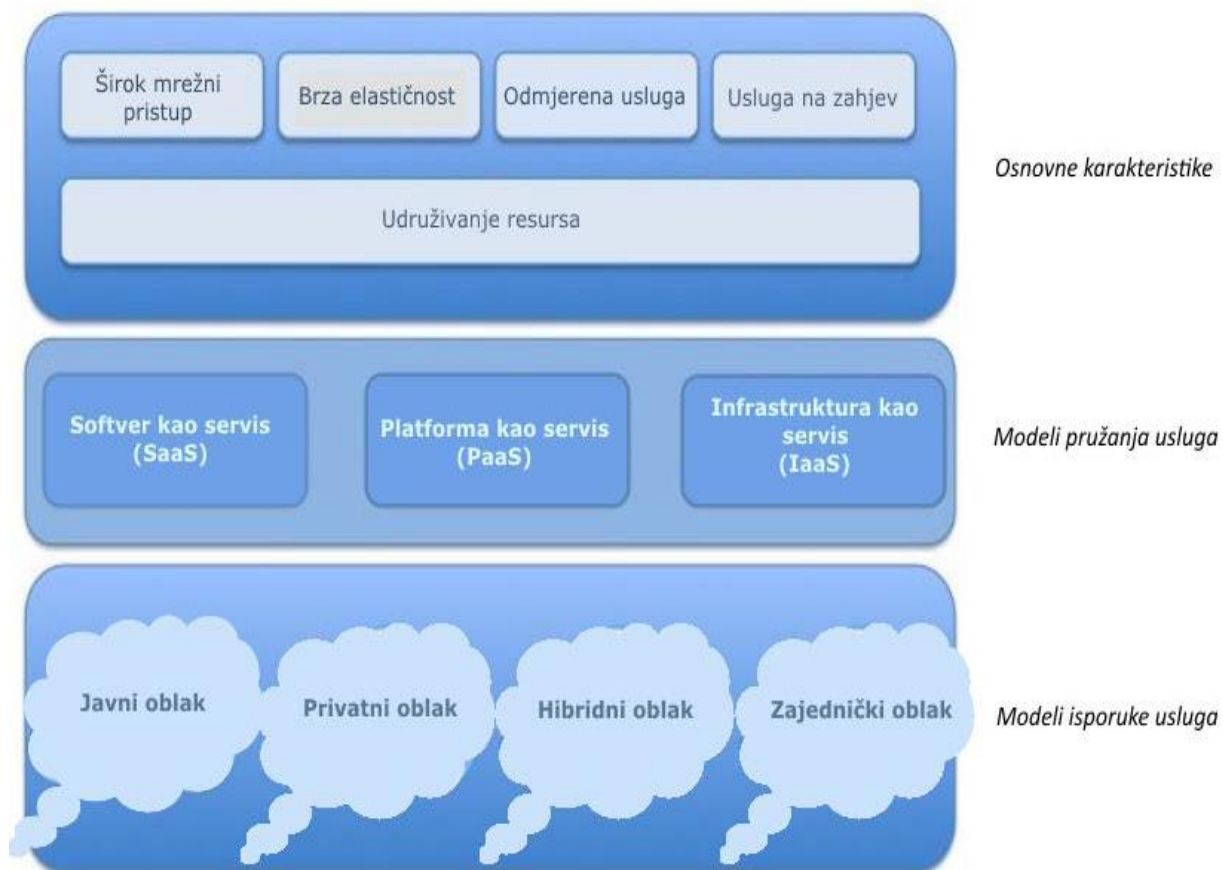 Širok mrežni
pristup
Brza elastičnost
Odmjerena usluga
Usluga na zahjev
Udruživanje resursa
Osnovne karakteristike
Softver kao servis
(SaaS)
Platforma kao servis
(PaaS)
Infrastruktura kao
servis
(IaaS)
Modeli pružanja usluga
Javni oblak
Privatni oblak
Hibridni oblak
Zajednički oblak
Modeli isporuke usluga